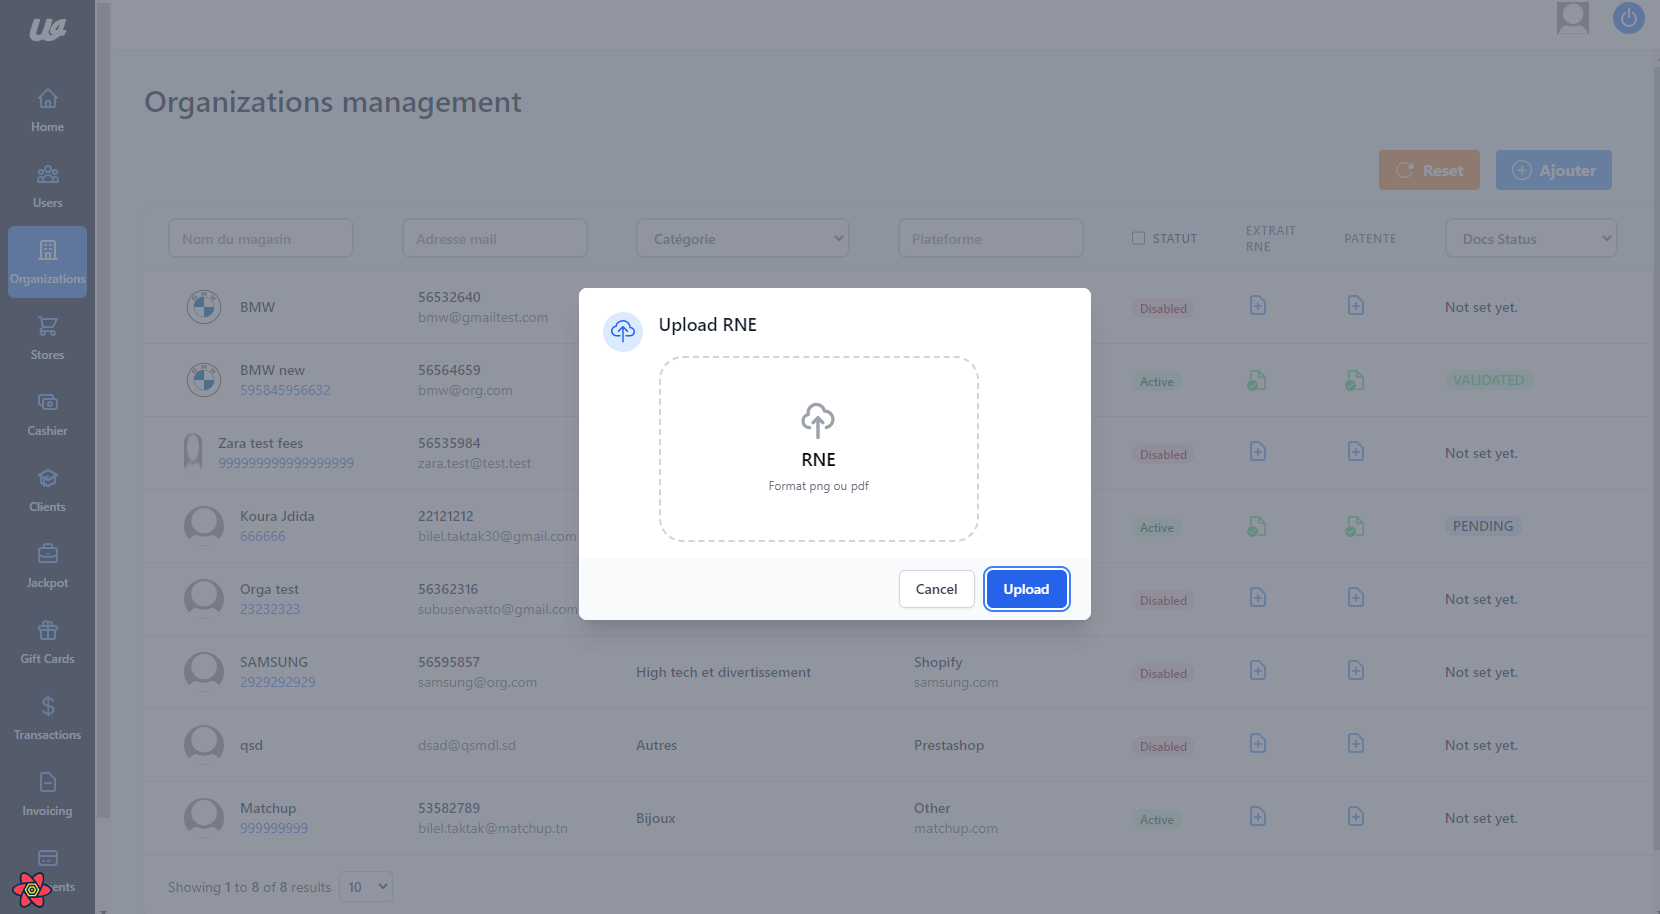 Home
Users
Organizations
Stores
Cashier
Clients
Jackpot
Gift Cards
Transactions
Invoicing
ents
Organizations management
Reset
Ajouter
Nom du magasin
Adresse mail
Catégorie
Plateforme
STATUT
EXTRAIT
RNE
PATENTE
Docs Status
BMW
56532640
bmw@gmailtest.com
Disabled
Not set yet.
BMW new
595845956632
56564659
bmw@org.com
Active
VALIDATED
Zara test fees
999999999999999999
56535984
zara.test@test.test
Disabled
Not set yet.
Koura Jdida
666666
22121212
bilel.taktak30@gmail.com
Active
PENDING
Orga test
23232323
56362316
subuserwatto@gmail.com
Disabled
Not set yet.
SAMSUNG
2929292929
56595857
samsung@org.com
High tech et divertissement
Shopify
samsung.com
Disabled
Not set yet.
qsd
dsad@qsmdl.sd
Autres
Prestashop
Disabled
Not set yet.
Matchup
999999999
53582789
bilel.taktak@matchup.tn
Bijoux
Other
matchup.com
Active
Not set yet.
Showing 1 to 8 of 8 results
10
Upload RNE
RNE
Format png ou pdf
Cancel
Upload